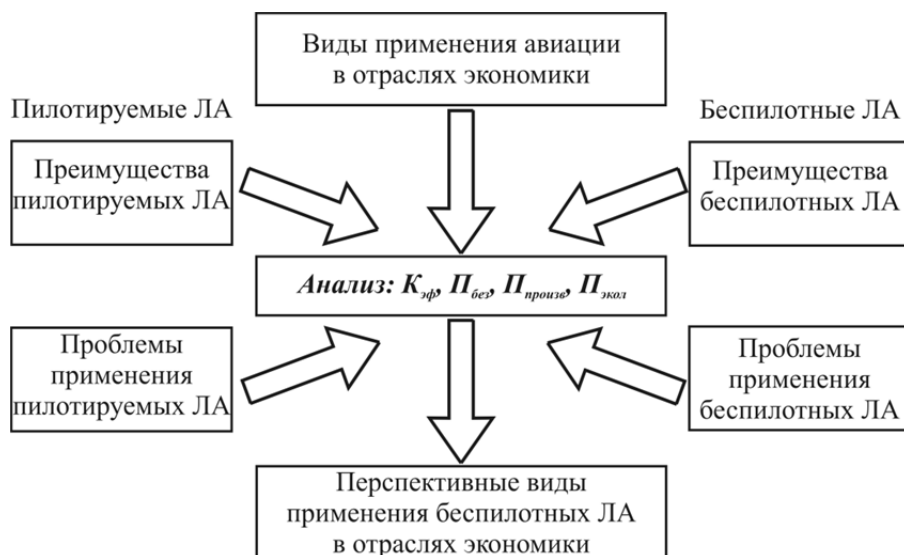 Виды применения авиации
в отраслях экономики
Пилотируемые ЛА
Беспилотные ЛА
Преимущества
пилотируемых ЛА
Преимущества
беспилотных ЛА
Анализ: Кэф, Пбез, Ппроизв, Пэкол
Проблемы
применения
пилотируемых ЛА
Проблемы
применения
беспилотных ЛА
Перспективные виды
применения беспилотных ЛА
в отраслях экономики